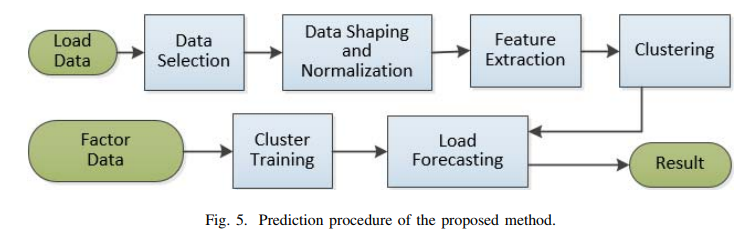 Load
Data
Data
Selection
Data Shaping
and
Normalization
Feature
Extraction
Clustering
Factor
Data
Cluster
Training
Load
Forecasting
Result
Fig. 5. Prediction procedure of the proposed method.